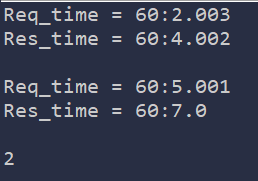 Req_time = 60:2.003
Res_time = 60:4.002
Req_time = 60:5.001
Res_time = 60:7.0
2